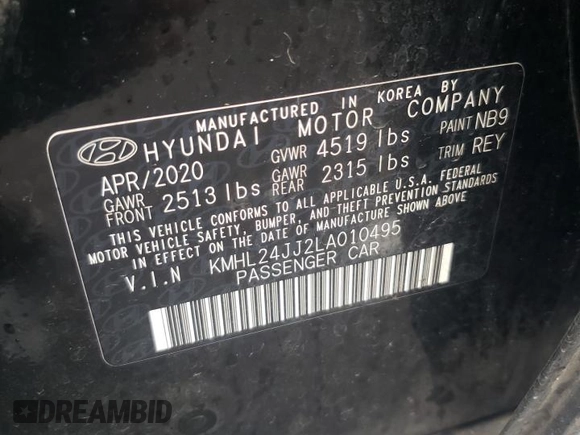 MANUFACTURED IN KOREA BY
HYUNDAI MOTOR COMPANY
APR/2020 GVWR 4519 lbs PAINT NB9
GAWR FRONT 2513 lbs GAWR REAR 2315 lbs TRIM REY
THIS VEHICLE CONFORMS TO ALL APPLICABLE U.S.A. FEDERAL
MOTOR VEHICLE SAFETY, BUMPER, AND THEFT PREVENTION STANDARDS
IN EFFECT ON THE DATE OF MANUFACTURE SHOWN ABOVE.
V.I.N KMHL24JJ2LA010495
PASSENGER CAR
DREAMBID